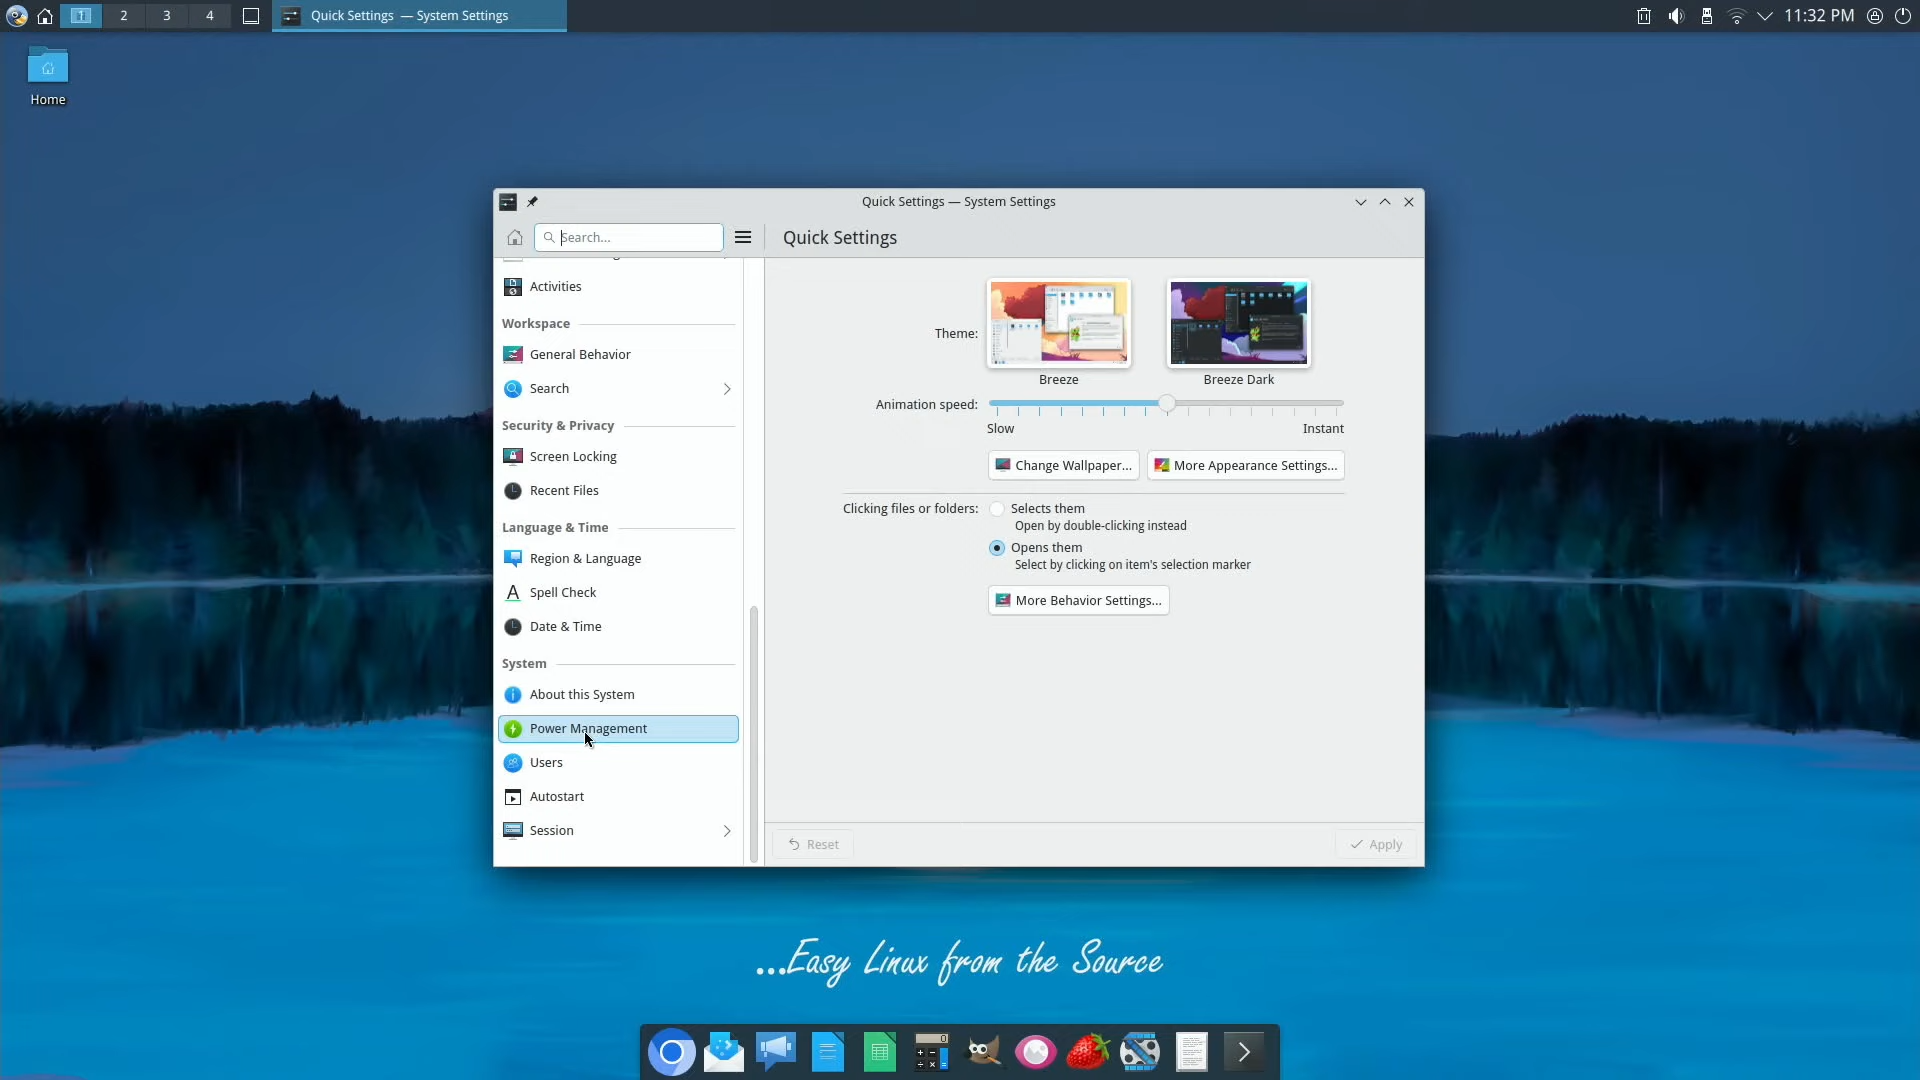 1 2 3 4 Quick Settings — System Settings 11:32 PM
Home
Quick Settings — System Settings
Search...
Quick Settings
Activities
Workspace
General Behavior
Search
Security & Privacy
Screen Locking
Recent Files
Language & Time
Region & Language
Spell Check
Date & Time
System
About this System
Power Management
Users
Autostart
Session
Theme:
Breeze Breeze Dark
Animation speed:
Slow Instant
Change Wallpaper... More Appearance Settings...
Clicking files or folders: Selects them
Open by double-clicking instead
Opens them
Select by clicking on item's selection marker
More Behavior Settings...
Reset Apply
...Easy Linux from the Source